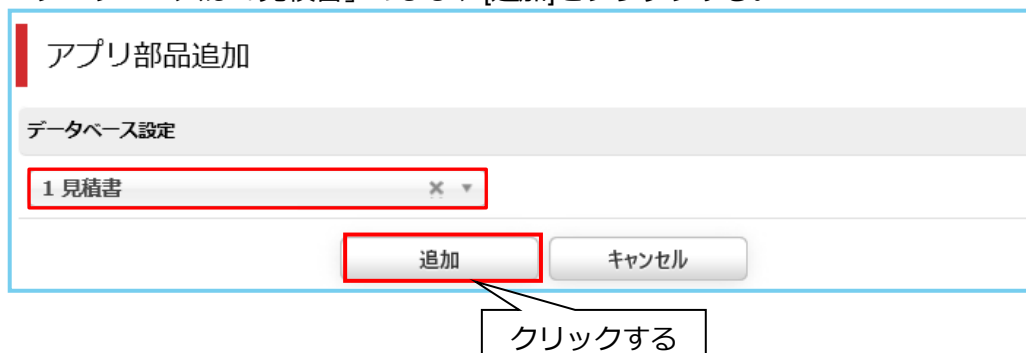 アプリ部品追加
データベース設定
1 見積書
追加 キャンセル
クリックする